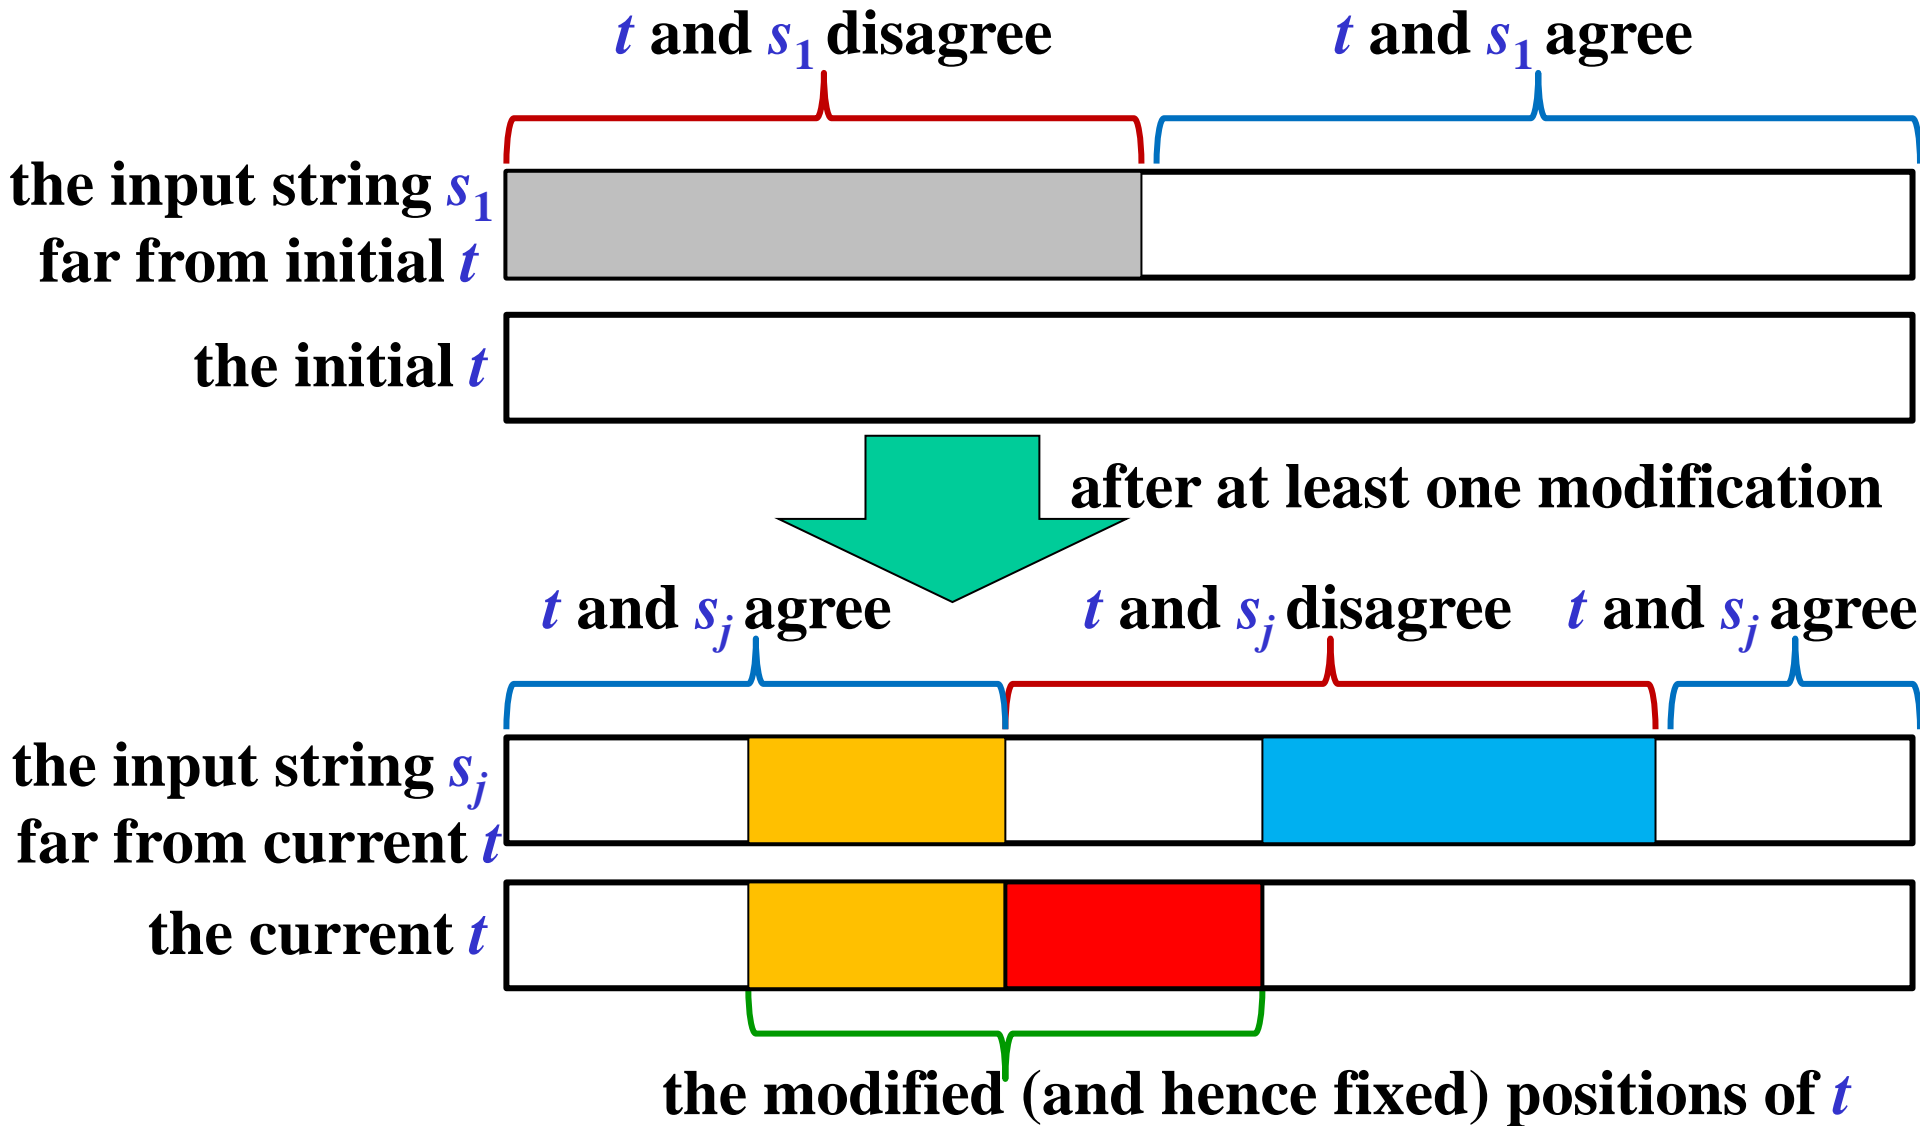 t and s1 disagree
t and s1 agree
the input string s1
far from initial t
the initial t
after at least one modification
t and sj agree
t and sj disagree
t and sj agree
the input string sj
far from current t
the current t
the modified (and hence fixed) positions of t